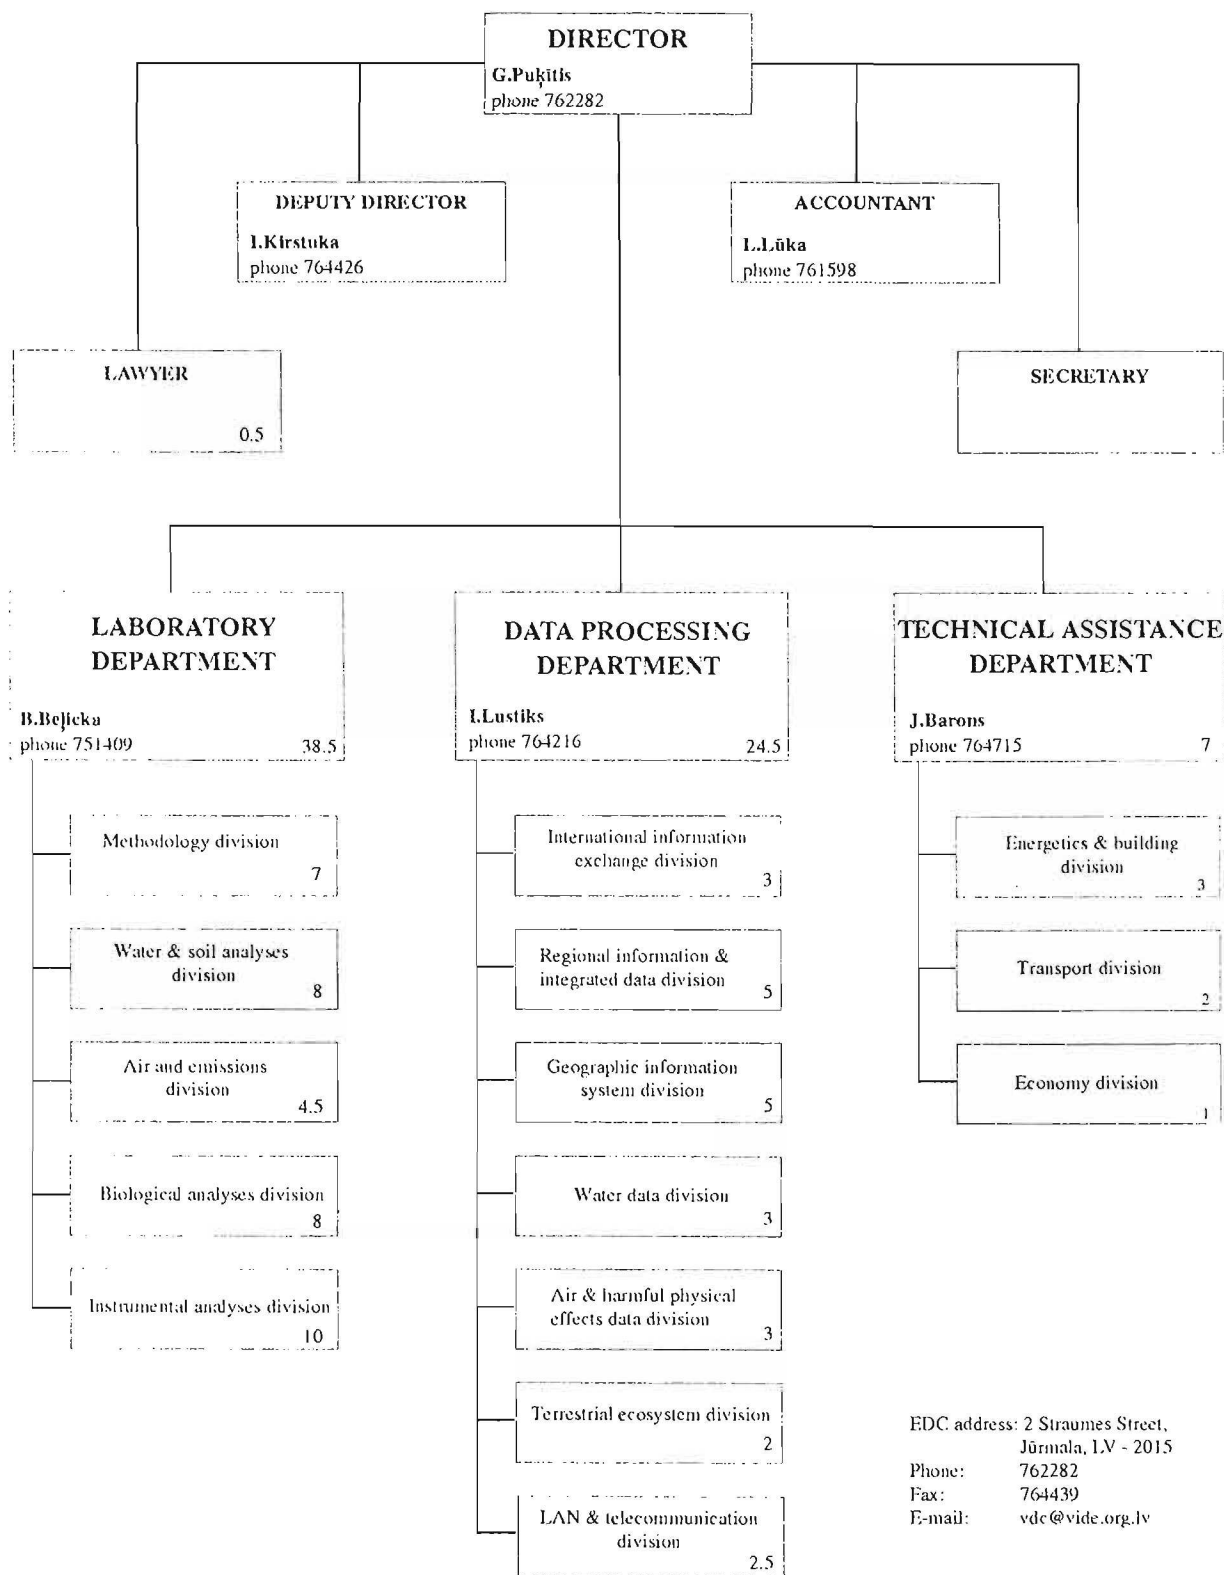 DIRECTOR
G.Puķītis
phone 762282
DEPUTY DIRECTOR
I.Kirstuka
phone 764426
ACCOUNTANT
L.Lūka
phone 761598
LAWYER
0.5
SECRETARY
LABORATORY
DEPARTMENT
B.Beļicka
phone 751409 38.5
DATA PROCESSING
DEPARTMENT
I.Lustiks
phone 764216 24.5
TECHNICAL ASSISTANCE
DEPARTMENT
J.Barons
phone 764715 7
Methodology division
7
Water & soil analyses
division
8
Air and emissions
division
4.5
Biological analyses division
8
Instrumental analyses division
10
International information
exchange division
3
Regional information &
integrated data division
5
Geographic information
system division
5
Water data division
3
Air & harmful physical
effects data division
3
Terrestrial ecosystem division
2
LAN & telecommunication
division
2.5
Energetics & building
division
3
Transport division
2
Economy division
1
EDC address: 2 Straumes Street,
Jūrmala, LV - 2015
Phone: 762282
Fax: 764439
E-mail: vdc@vide.org.lv